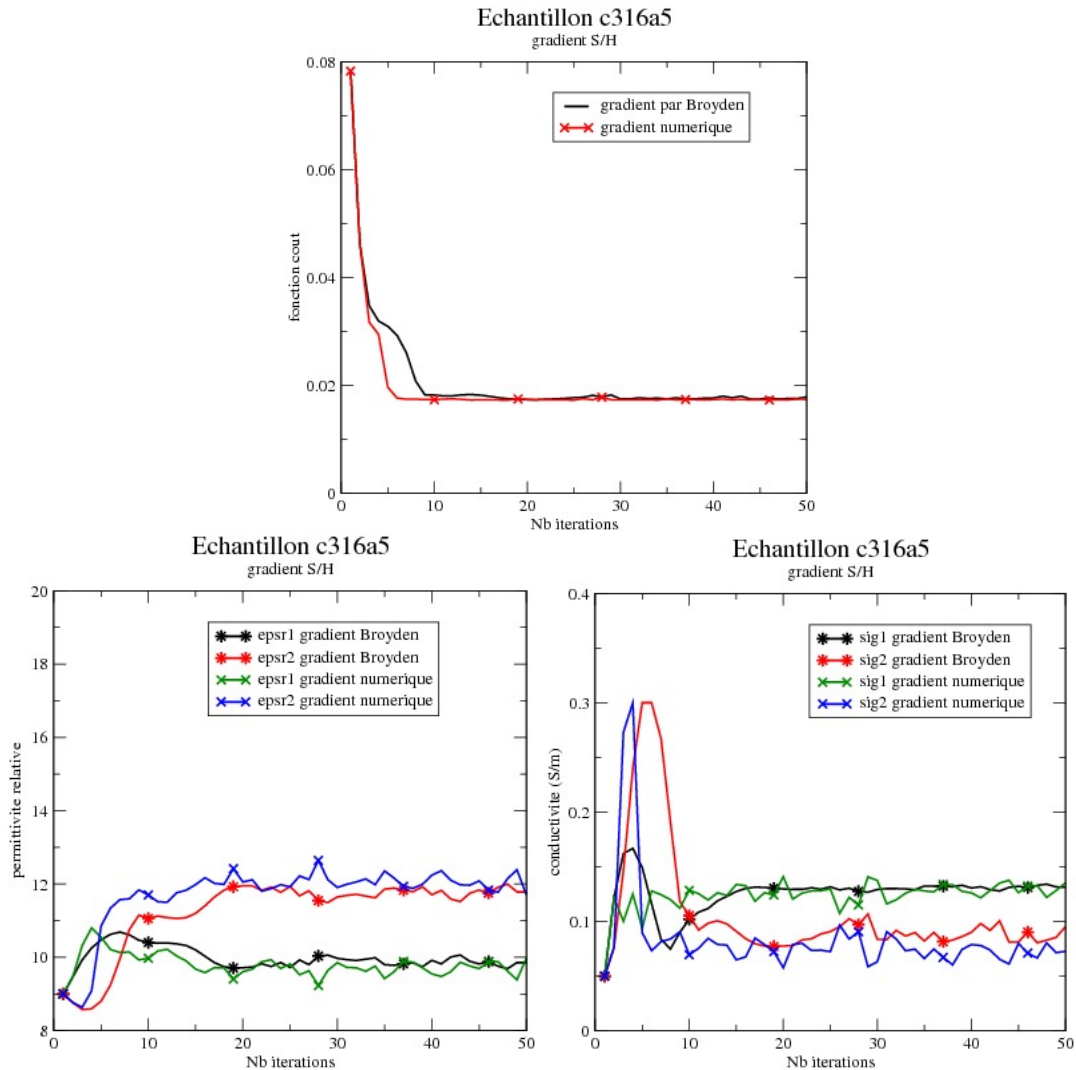 Echantillon c316a5
gradient S/H
0.08
0.06
0.04
0.02
0
fonction cout
gradient par Broyden
gradient numerique
0 10 20 30 40 50
Nb iterations
Echantillon c316a5
gradient S/H
20
18
16
14
12
10
8
permittivite relative
epsr1 gradient Broyden
epsr2 gradient Broyden
epsr1 gradient numerique
epsr2 gradient numerique
0 10 20 30 40 50
Nb iterations
Echantillon c316a5
gradient S/H
0.4
0.3
0.2
0.1
0
conductivite (S/m)
sig1 gradient Broyden
sig2 gradient Broyden
sig1 gradient numerique
sig2 gradient numerique
0 10 20 30 40 50
Nb iterations